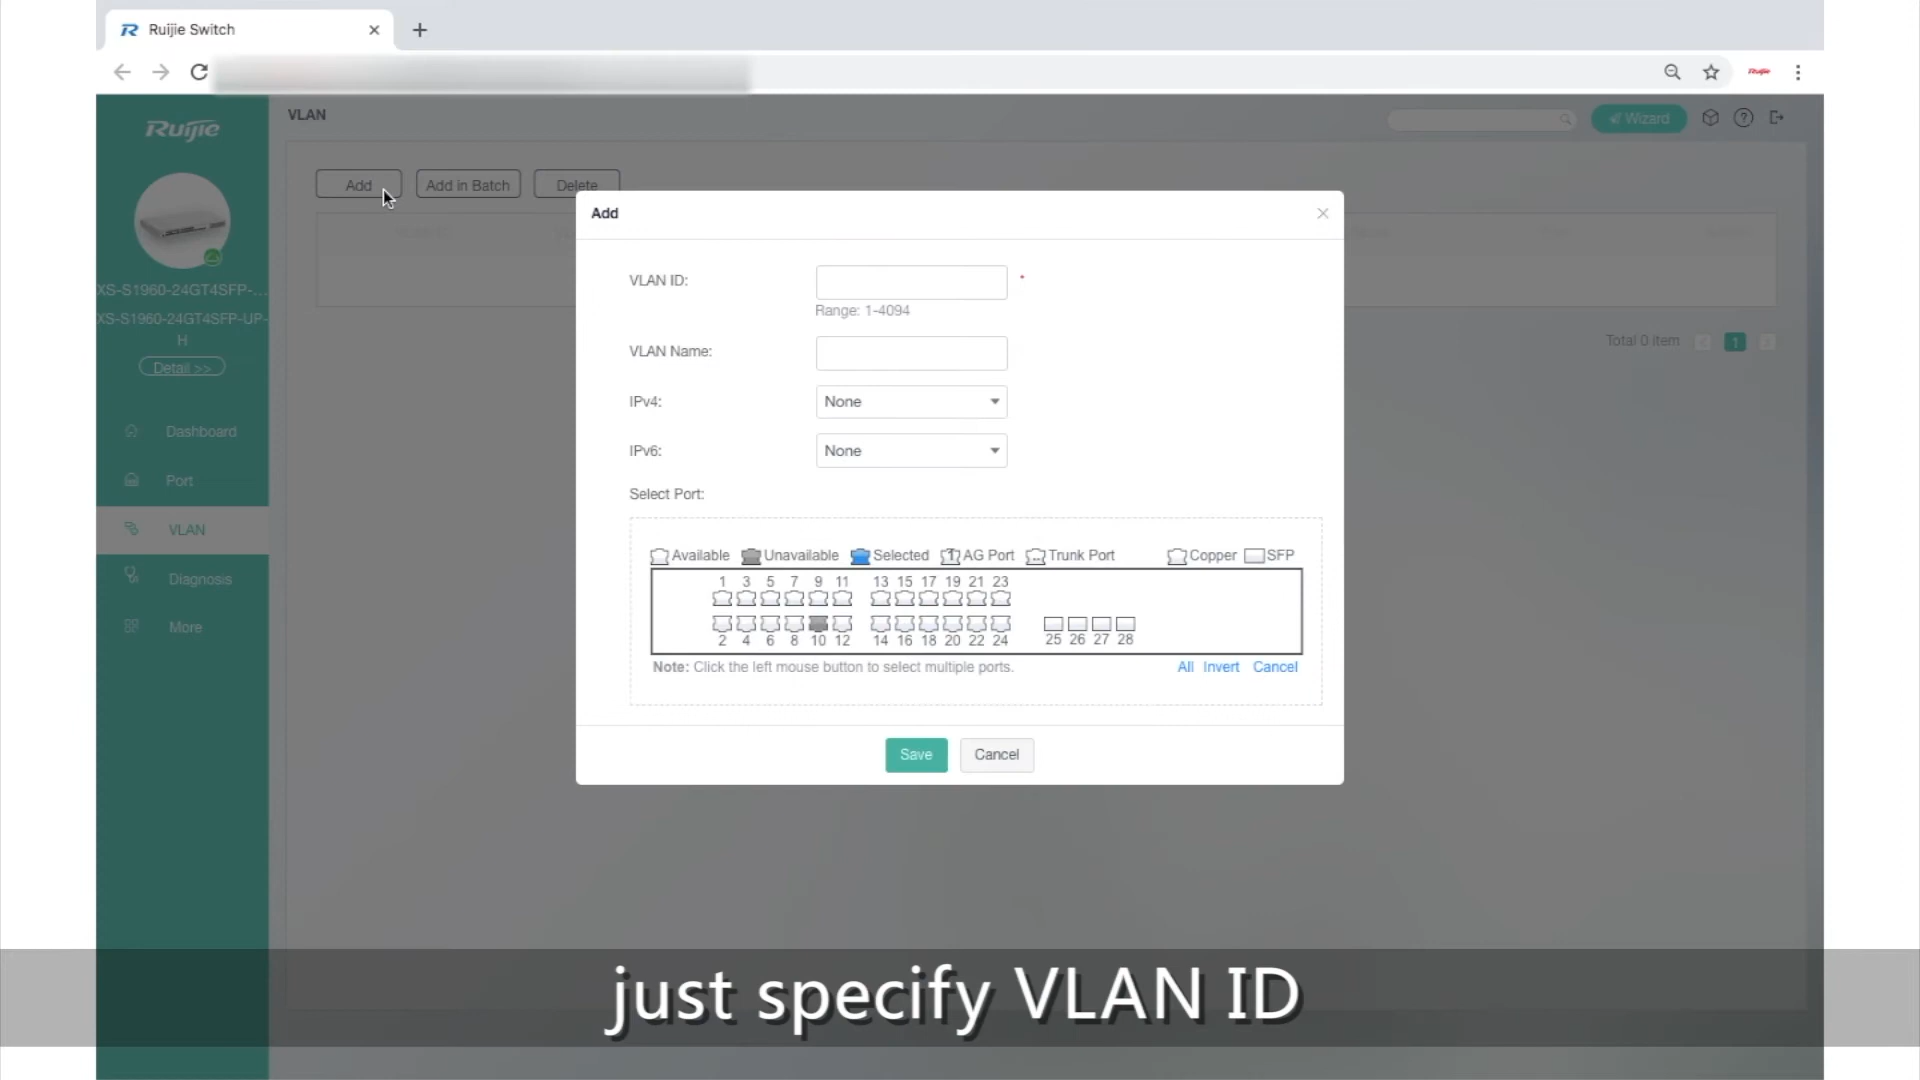 Ruijie Switch
Ruijie
Ruijie
VLAN
Wizard
Add
Add in Batch
Delete
XS-S1960-24GT4SFP-...
XS-S1960-24GT4SFP-UP-
H
Detail >>
Dashboard
Port
VLAN
Diagnosis
More
Total 0 item
1
Add
VLAN ID:
*
Range: 1-4094
VLAN Name:
IPv4:
None
IPv6:
None
Select Port:
Available Unavailable Selected 1 AG Port Trunk Port Copper SFP
1 3 5 7 9 11 13 15 17 19 21 23
2 4 6 8 10 12 14 16 18 20 22 24 25 26 27 28
Note: Click the left mouse button to select multiple ports.
All Invert Cancel
Save
Cancel
just specify VLAN ID